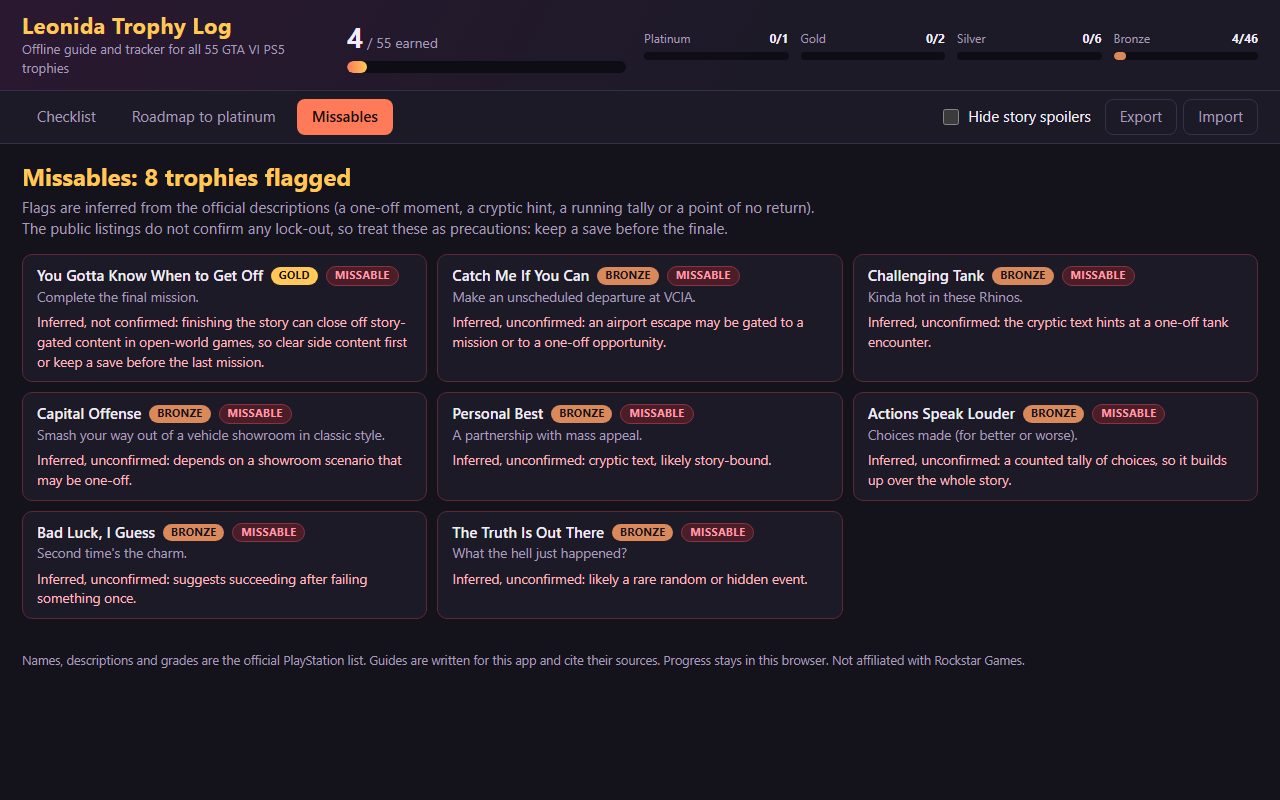 Leonida Trophy Log
Offline guide and tracker for all 55 GTA VI PS5
trophies
4 / 55 earned
Platinum 0/1
Gold 0/2
Silver 0/6
Bronze 4/46
Checklist
Roadmap to platinum
Missables
Hide story spoilers
Export
Import
Missables: 8 trophies flagged
Flags are inferred from the official descriptions (a one-off moment, a cryptic hint, a running tally or a point of no return).
The public listings do not confirm any lock-out, so treat these as precautions: keep a save before the finale.
You Gotta Know When to Get Off GOLD MISSABLE
Complete the final mission.
Inferred, not confirmed: finishing the story can close off story-
gated content in open-world games, so clear side content first
or keep a save before the last mission.
Catch Me If You Can BRONZE MISSABLE
Make an unscheduled departure at VCIA.
Inferred, unconfirmed: an airport escape may be gated to a
mission or to a one-off opportunity.
Challenging Tank BRONZE MISSABLE
Kinda hot in these Rhinos.
Inferred, unconfirmed: the cryptic text hints at a one-off tank
encounter.
Capital Offense BRONZE MISSABLE
Smash your way out of a vehicle showroom in classic style.
Inferred, unconfirmed: depends on a showroom scenario that
may be one-off.
Personal Best BRONZE MISSABLE
A partnership with mass appeal.
Inferred, unconfirmed: cryptic text, likely story-bound.
Actions Speak Louder BRONZE MISSABLE
Choices made (for better or worse).
Inferred, unconfirmed: a counted tally of choices, so it builds
up over the whole story.
Bad Luck, I Guess BRONZE MISSABLE
Second time's the charm.
Inferred, unconfirmed: suggests succeeding after failing
something once.
The Truth Is Out There BRONZE MISSABLE
What the hell just happened?
Inferred, unconfirmed: likely a rare random or hidden event.
Names, descriptions and grades are the official PlayStation list. Guides are written for this app and cite their sources. Progress stays in this browser. Not affiliated with Rockstar Games.